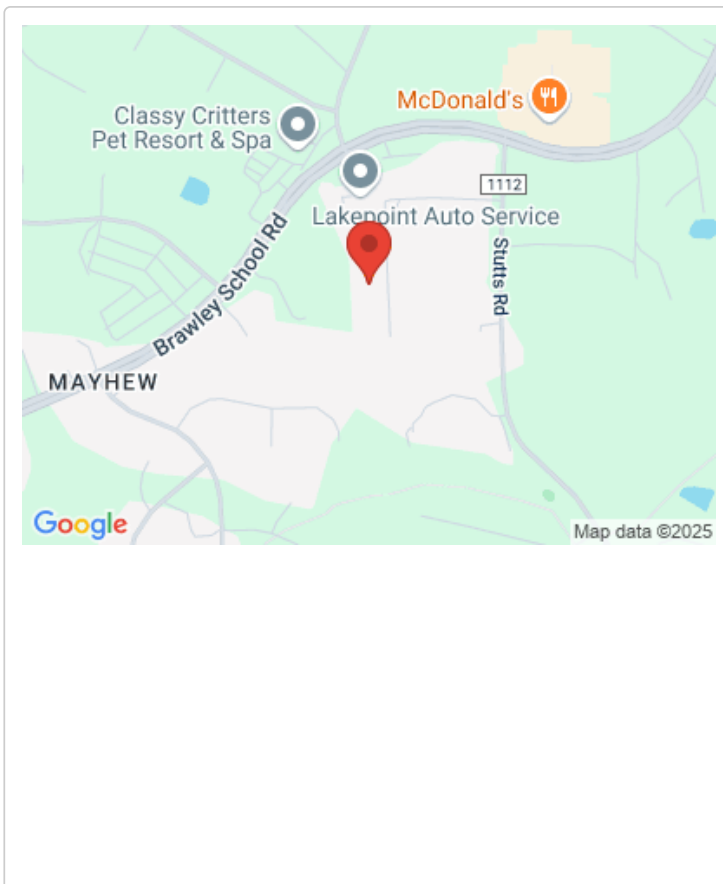 McDonald's
Classy Critters
Pet Resort & Spa
1112
Lakepoint Auto Service
Stutts Rd
Brawley School Rd
MAYHEW
Google
Map data ©2025